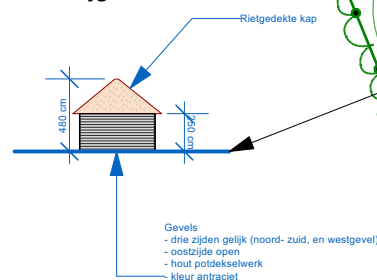 Rietgedekte kap
480 cm
250 cm
Gevels
- drie zijden gelijk (noord- zuid, en westgevel)
- oostzijde open
- hout potdekselwerk
- kleur antraciet